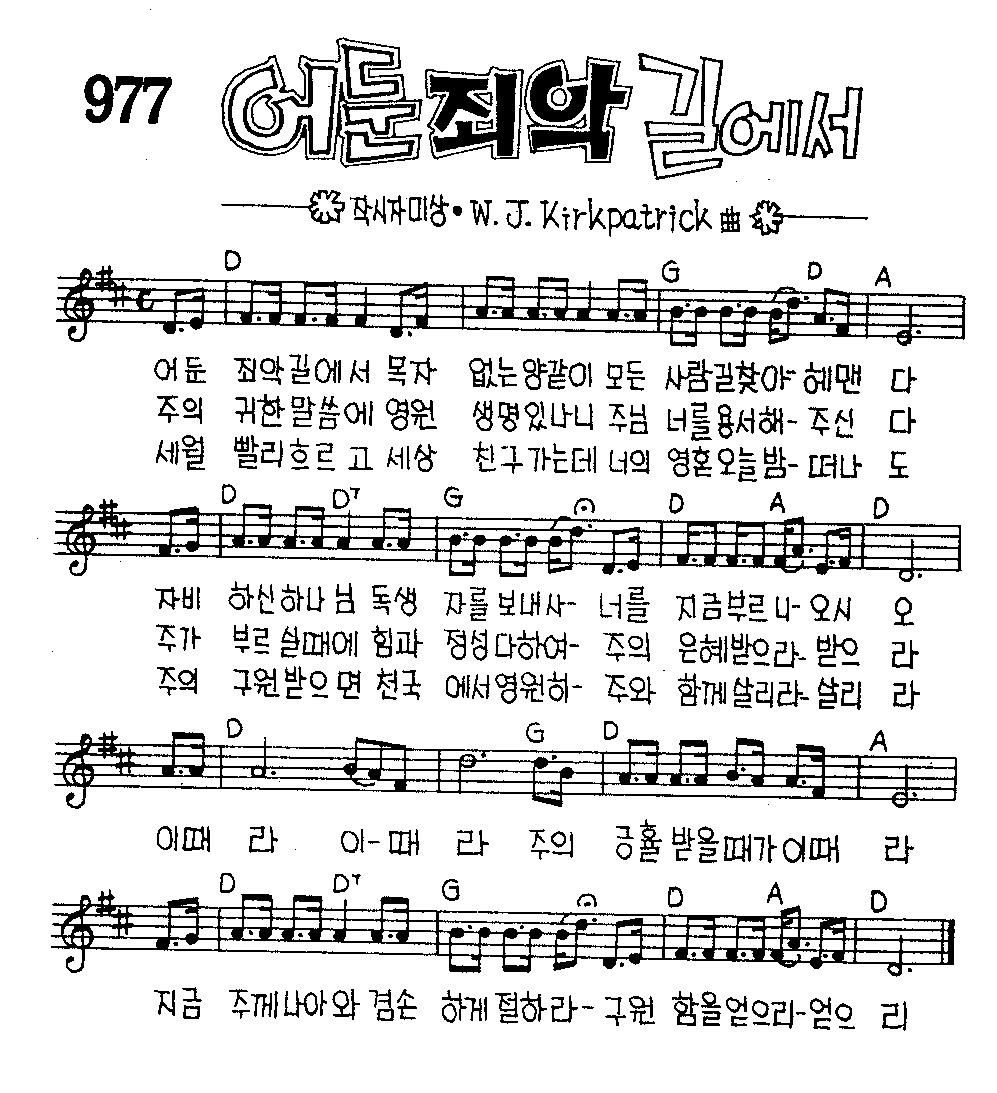 977 어둔 죄악 길에서
작시자미상 • W. J. Kirkpatrick 曲
D G D A
어둔 죄악길에서 목자 없는양같이 모든 사람길찾아- 헤맨 다
주의 귀한말씀에 영원 생명있나니 주님 너를용서해- 주신 다
세월 빨리흐르고 세상 친구가는데 너의 영혼오늘밤- 떠나 도
D D7 G D A D
자비 하신하나님 독생 자를보내사- 너를 지금부르나- 오시 오
주가 부르실때에 힘과 정성다하여- 주의 은혜받으라- 받으 라
주의 구원받으면 천국 에서영원히- 주와 함께살리라- 살리 라
D G D A
이때 라 이-때 라 주의 긍휼받을때가이때 라
D D7 G D A D
지금 주께나아와 겸손 하게절하라- 구원 함을얻으리-얻으 리